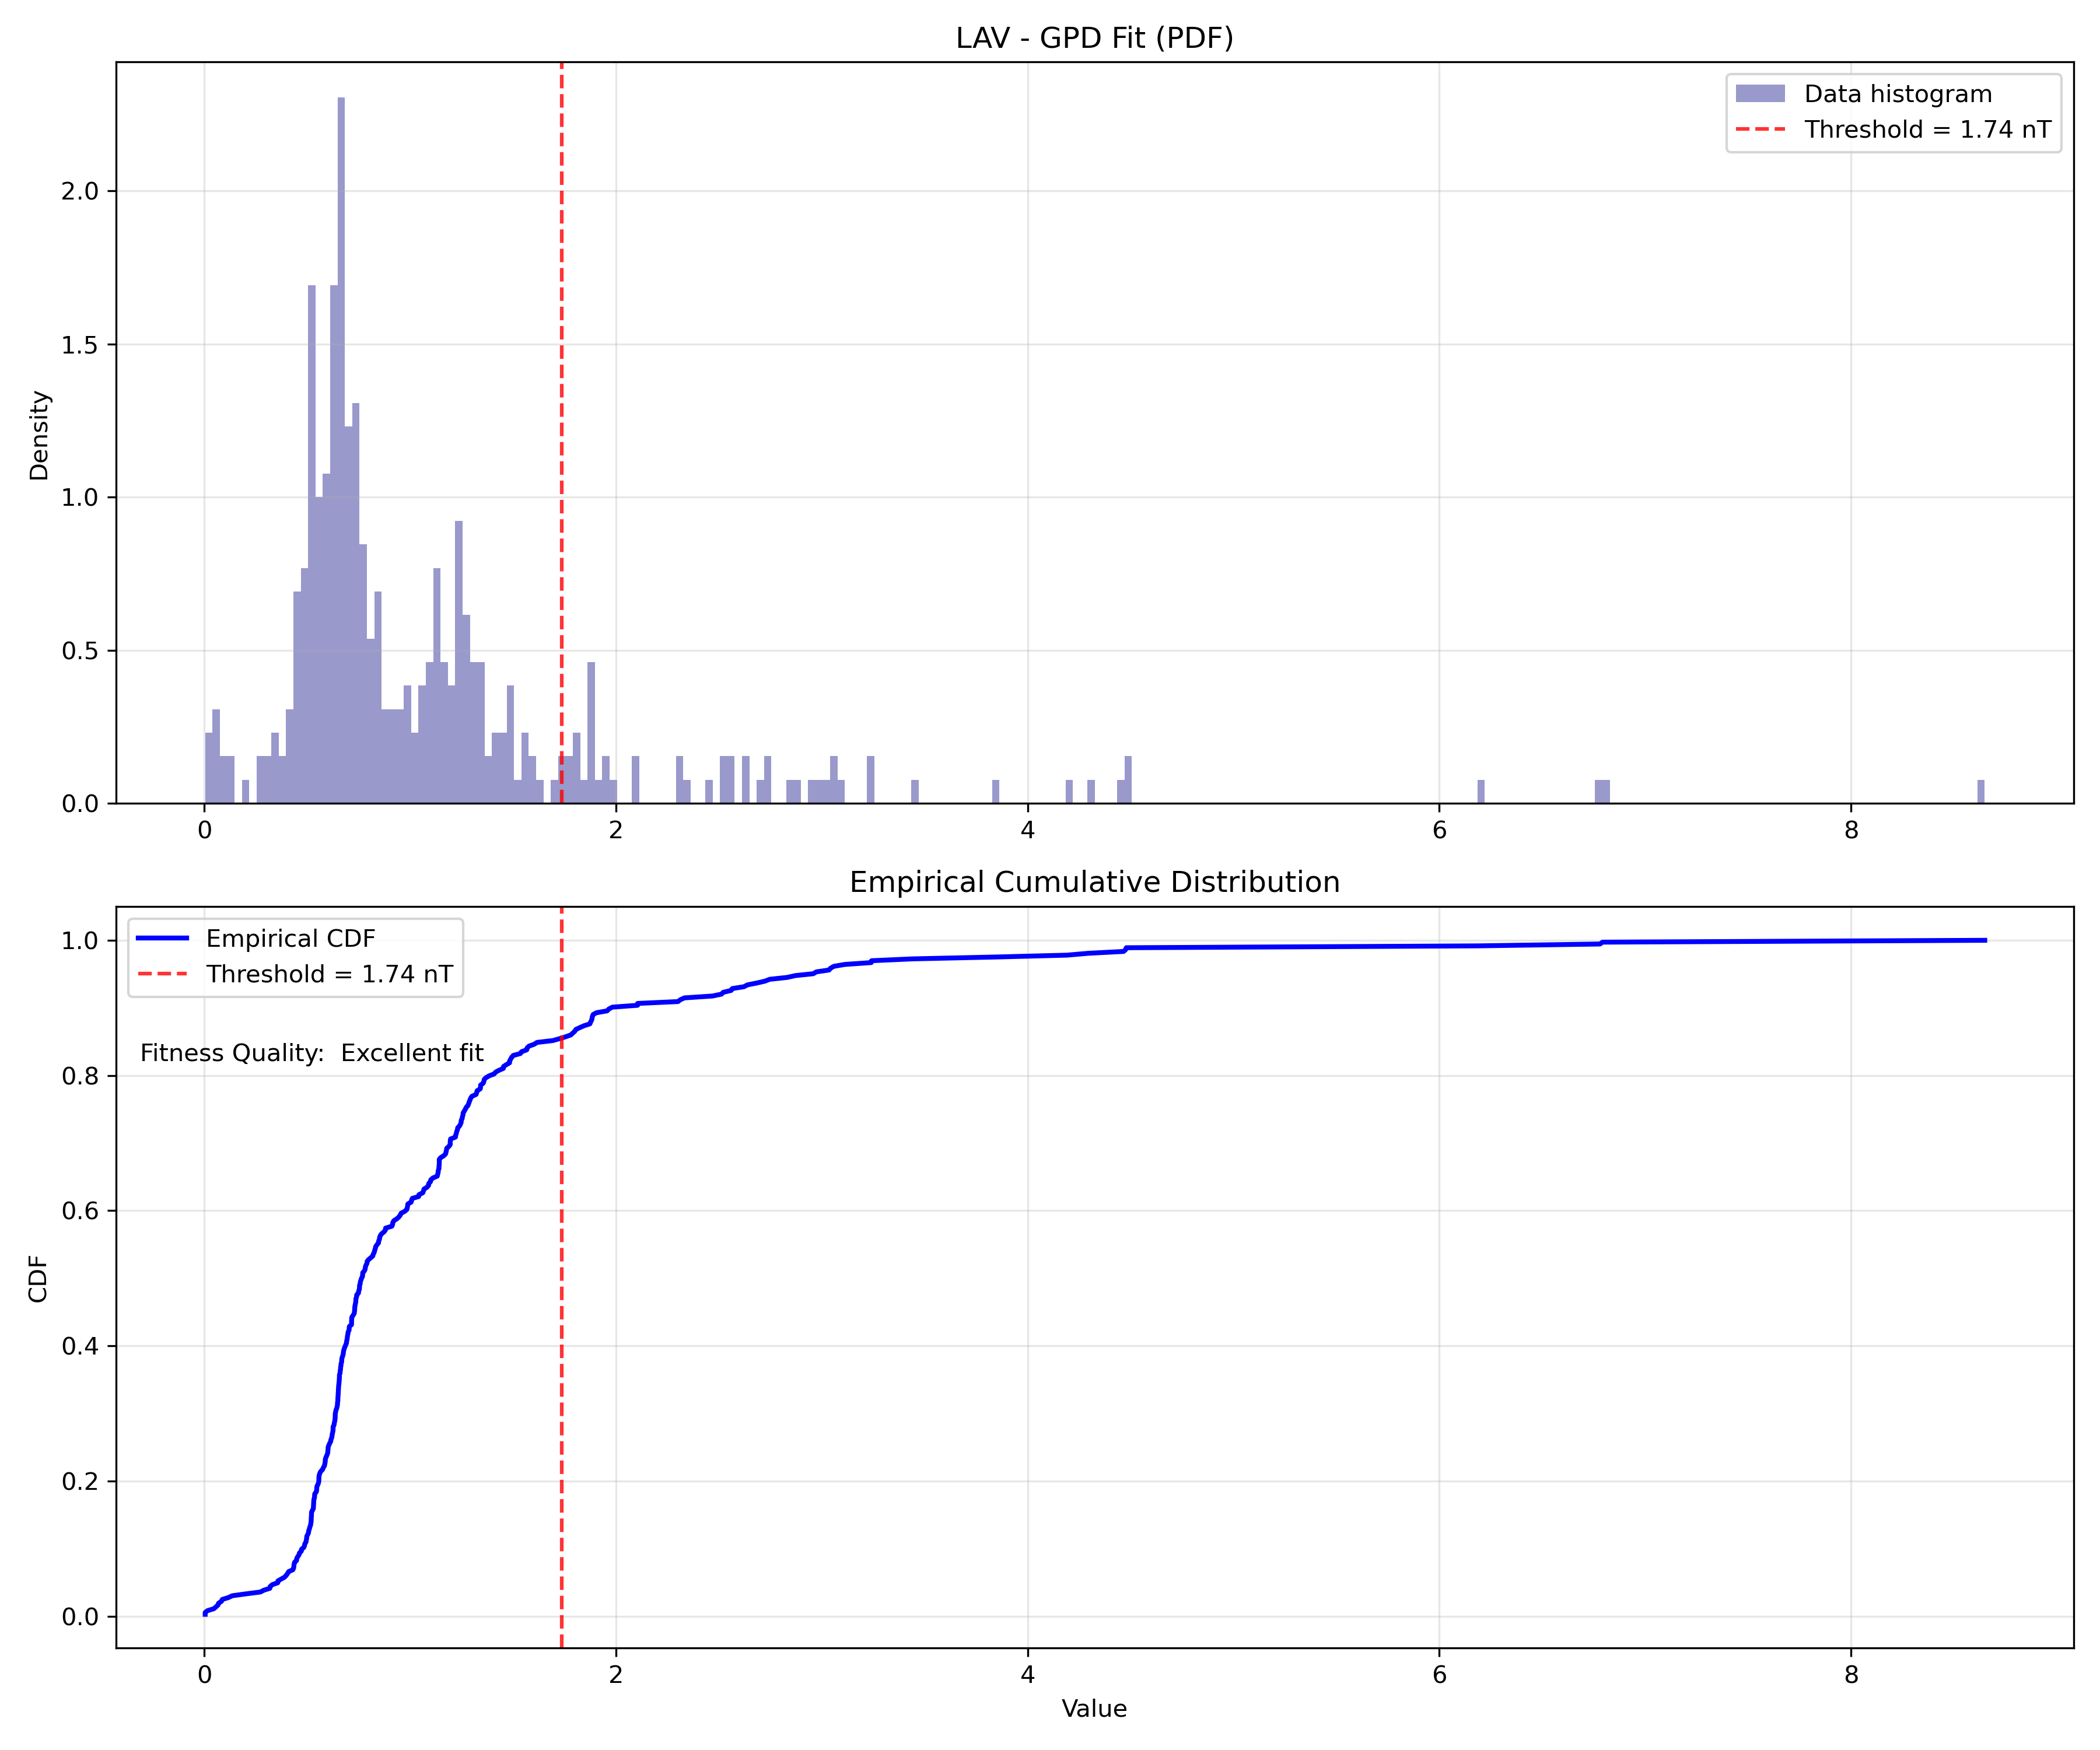 LAV - GPD Fit (PDF)
Data histogram
Threshold = 1.74 nT
Density
2.0
1.5
1.0
0.5
0.0
0 2 4 6 8
Empirical Cumulative Distribution
Empirical CDF
Threshold = 1.74 nT
Fitness Quality:  Excellent fit
CDF
1.0
0.8
0.6
0.4
0.2
0.0
0 2 4 6 8
Value